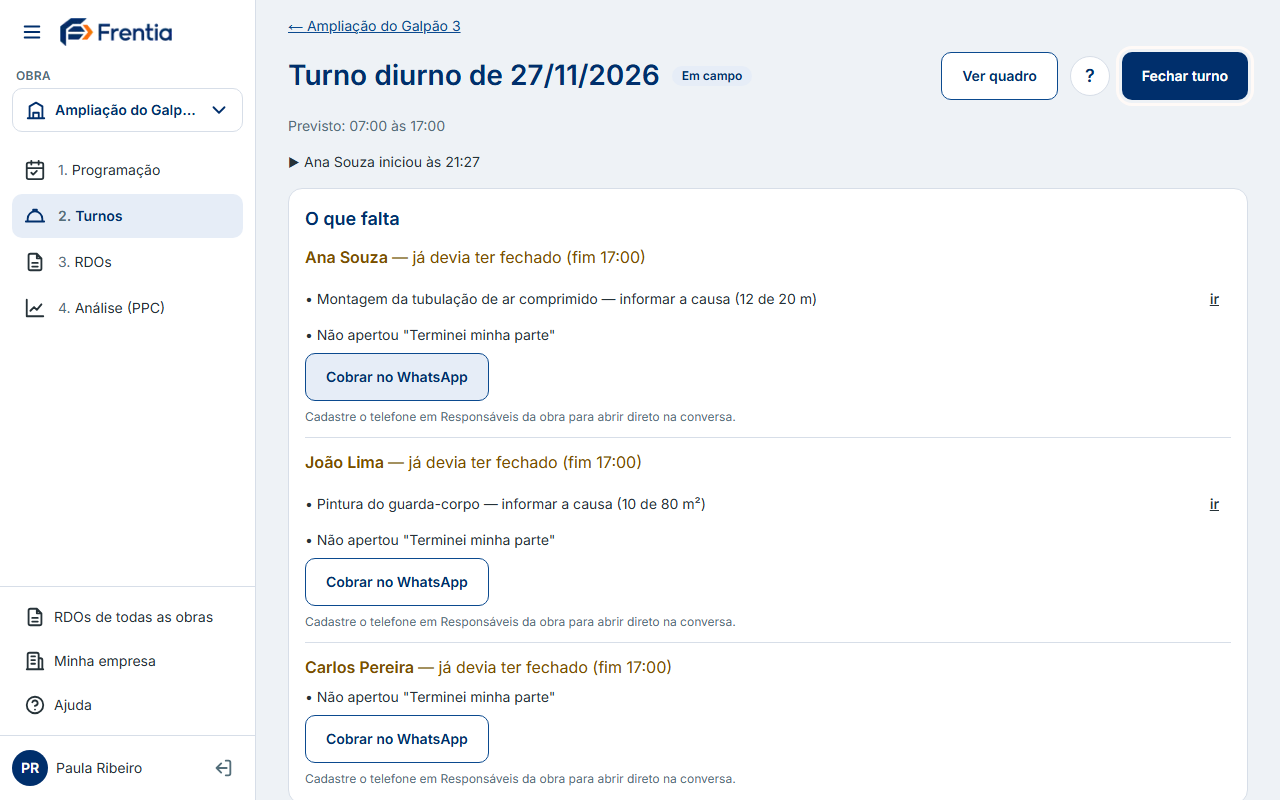 Frentia
OBRA
Ampliação do Galp...
1. Programação
2. Turnos
3. RDOs
4. Análise (PPC)
RDOs de todas as obras
Minha empresa
Ajuda
PR
Paula Ribeiro
← Ampliação do Galpão 3
Turno diurno de 27/11/2026
Em campo
Ver quadro
?
Fechar turno
Previsto: 07:00 às 17:00
▶ Ana Souza iniciou às 21:27
O que falta
Ana Souza — já devia ter fechado (fim 17:00)
• Montagem da tubulação de ar comprimido — informar a causa (12 de 20 m) ir
• Não apertou "Terminei minha parte"
Cobrar no WhatsApp
Cadastre o telefone em Responsáveis da obra para abrir direto na conversa.
João Lima — já devia ter fechado (fim 17:00)
• Pintura do guarda-corpo — informar a causa (10 de 80 m²) ir
• Não apertou "Terminei minha parte"
Cobrar no WhatsApp
Cadastre o telefone em Responsáveis da obra para abrir direto na conversa.
Carlos Pereira — já devia ter fechado (fim 17:00)
• Não apertou "Terminei minha parte"
Cobrar no WhatsApp
Cadastre o telefone em Responsáveis da obra para abrir direto na conversa.